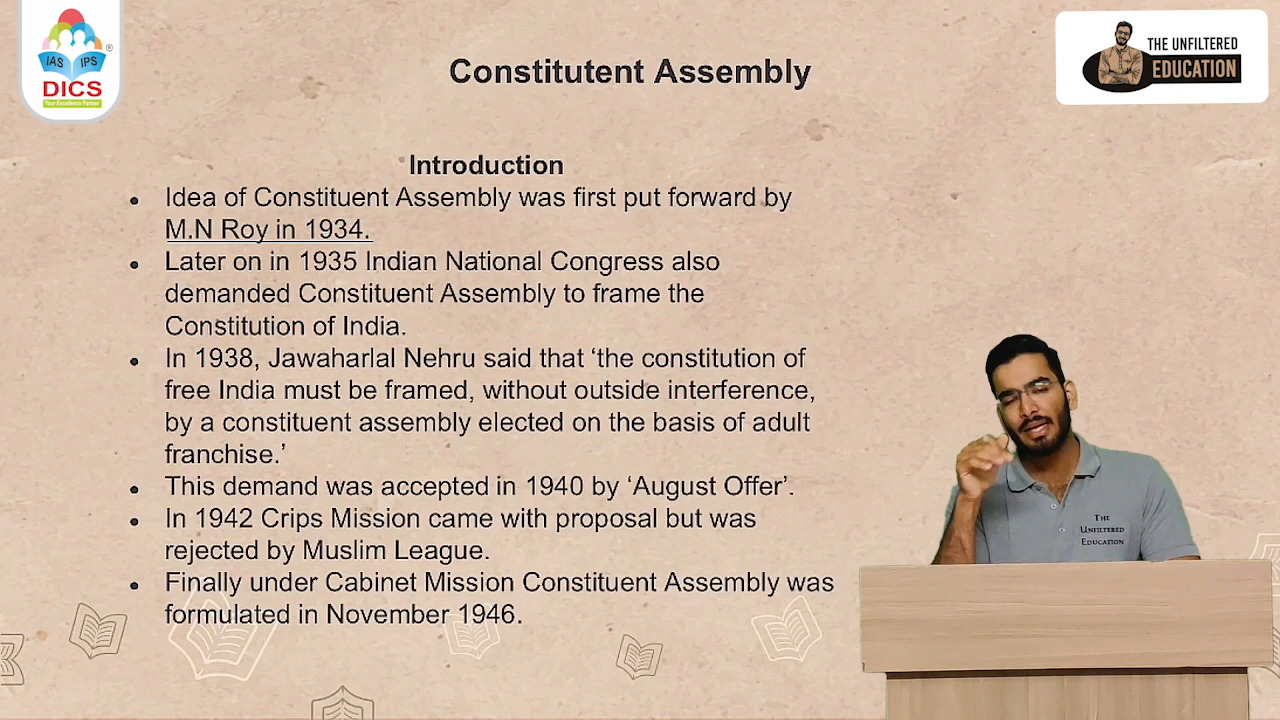 IAS IPS
DICS
Your Excellence Partner
®
Constitutent Assembly
THE UNFILTERED
EDUCATION
Introduction
Idea of Constituent Assembly was first put forward by
M.N Roy in 1934.
Later on in 1935 Indian National Congress also
demanded Constituent Assembly to frame the
Constitution of India.
In 1938, Jawaharlal Nehru said that ‘the constitution of
free India must be framed, without outside interference,
by a constituent assembly elected on the basis of adult
franchise.’
This demand was accepted in 1940 by ‘August Offer’.
In 1942 Crips Mission came with proposal but was
rejected by Muslim League.
Finally under Cabinet Mission Constituent Assembly was
formulated in November 1946.
THE
UNFILTERED
EDUCATION